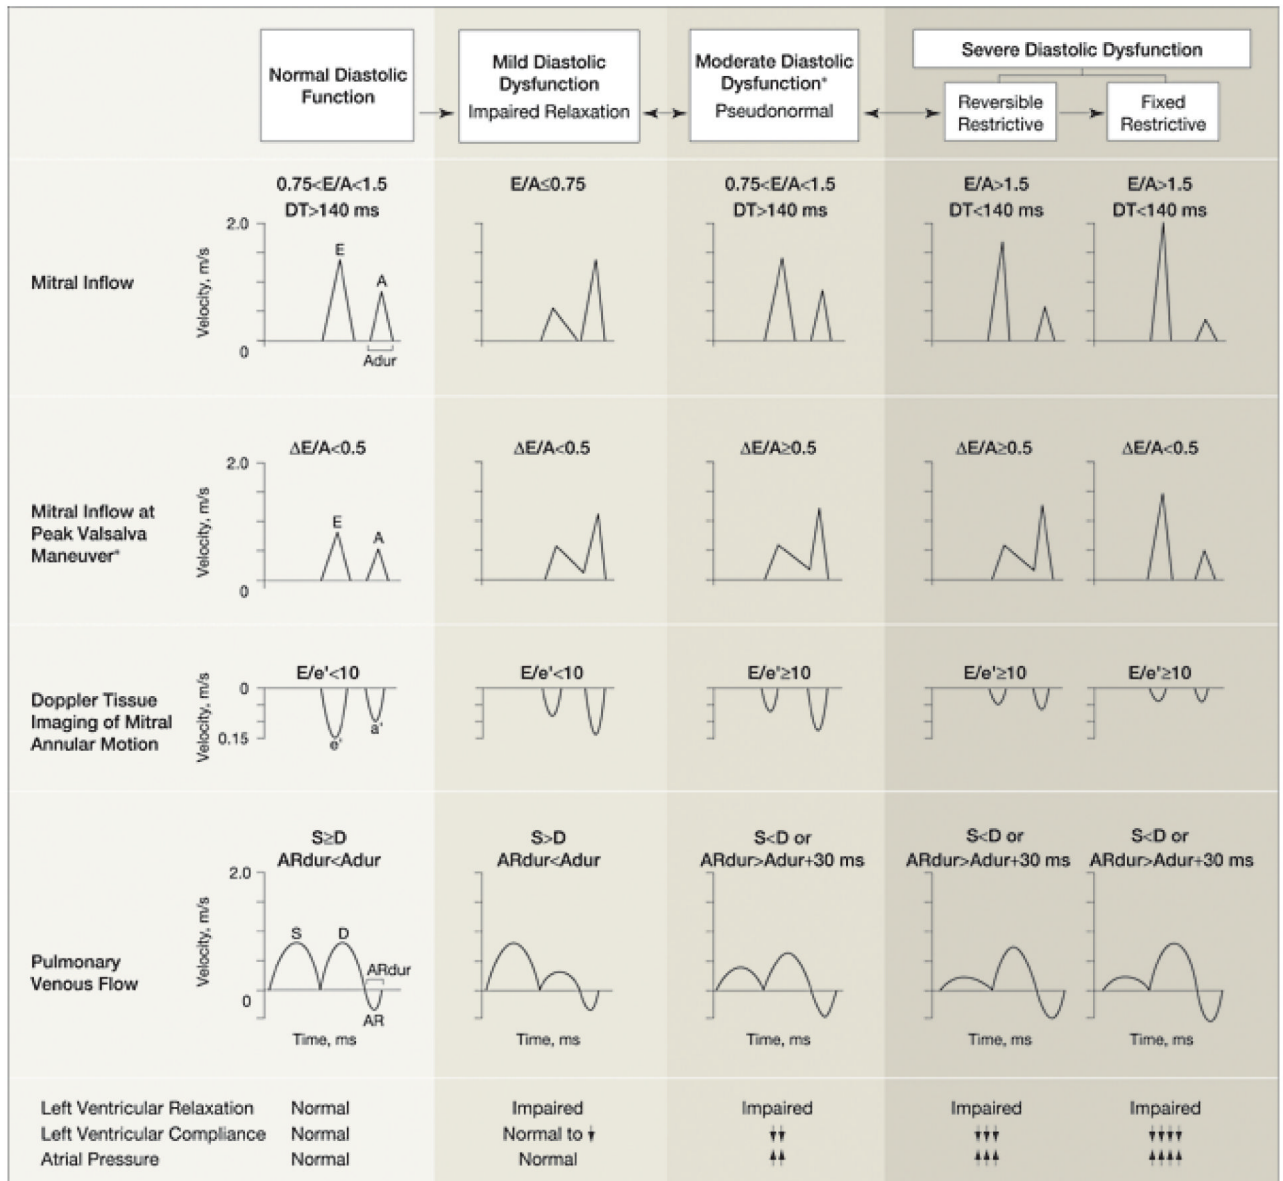 Normal Diastolic
Function
Mild Diastolic
Dysfunction
Impaired Relaxation
Moderate Diastolic
Dysfunction*
Pseudonormal
Severe Diastolic Dysfunction
Reversible
Restrictive
Fixed
Restrictive
Mitral Inflow
Velocity, m/s
2.0
0
0.75<E/A<1.5
DT>140 ms
E
A
Adur
E/A≤0.75
0.75<E/A<1.5
DT>140 ms
E/A>1.5
DT<140 ms
E/A>1.5
DT<140 ms
Mitral Inflow at
Peak Valsalva
Maneuver*
Velocity, m/s
2.0
0
ΔE/A<0.5
E
A
ΔE/A<0.5
ΔE/A≥0.5
ΔE/A≥0.5
ΔE/A<0.5
Doppler Tissue
Imaging of Mitral
Annular Motion
Velocity, m/s
0
0.15
E/e'<10
e'
a'
E/e'<10
E/e'≥10
E/e'≥10
E/e'≥10
Pulmonary
Venous Flow
Velocity, m/s
2.0
0
S≥D
ARdur<Adur
S
D
ARdur
AR
Time, ms
S>D
ARdur<Adur
Time, ms
S<D or
ARdur>Adur+30 ms
Time, ms
S<D or
ARdur>Adur+30 ms
Time, ms
S<D or
ARdur>Adur+30 ms
Time, ms
Left Ventricular Relaxation Normal Impaired Impaired Impaired Impaired
Left Ventricular Compliance Normal Normal to ↓ ↓↓ ↓↓↓ ↓↓↓↓
Atrial Pressure Normal Normal ↑↑ ↑↑↑ ↑↑↑↑